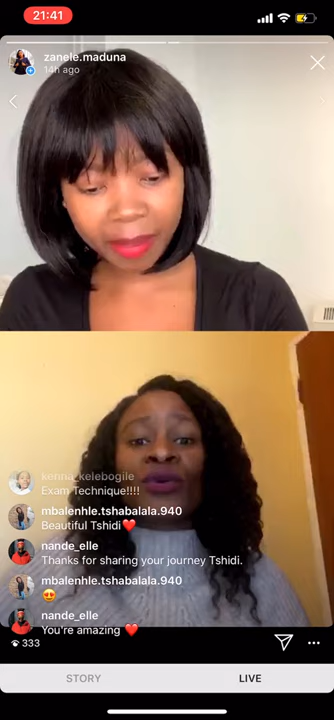 21:41
zanele.maduna
14h ago
kenna_kelebogile
Exam Technique!!!!
mbalenhle.tshabalala.940
Beautiful Tshidi❤️
nande_elle
Thanks for sharing your journey Tshidi.
mbalenhle.tshabalala.940
😍
nande_elle
You're amazing ❤️
333
STORY
LIVE